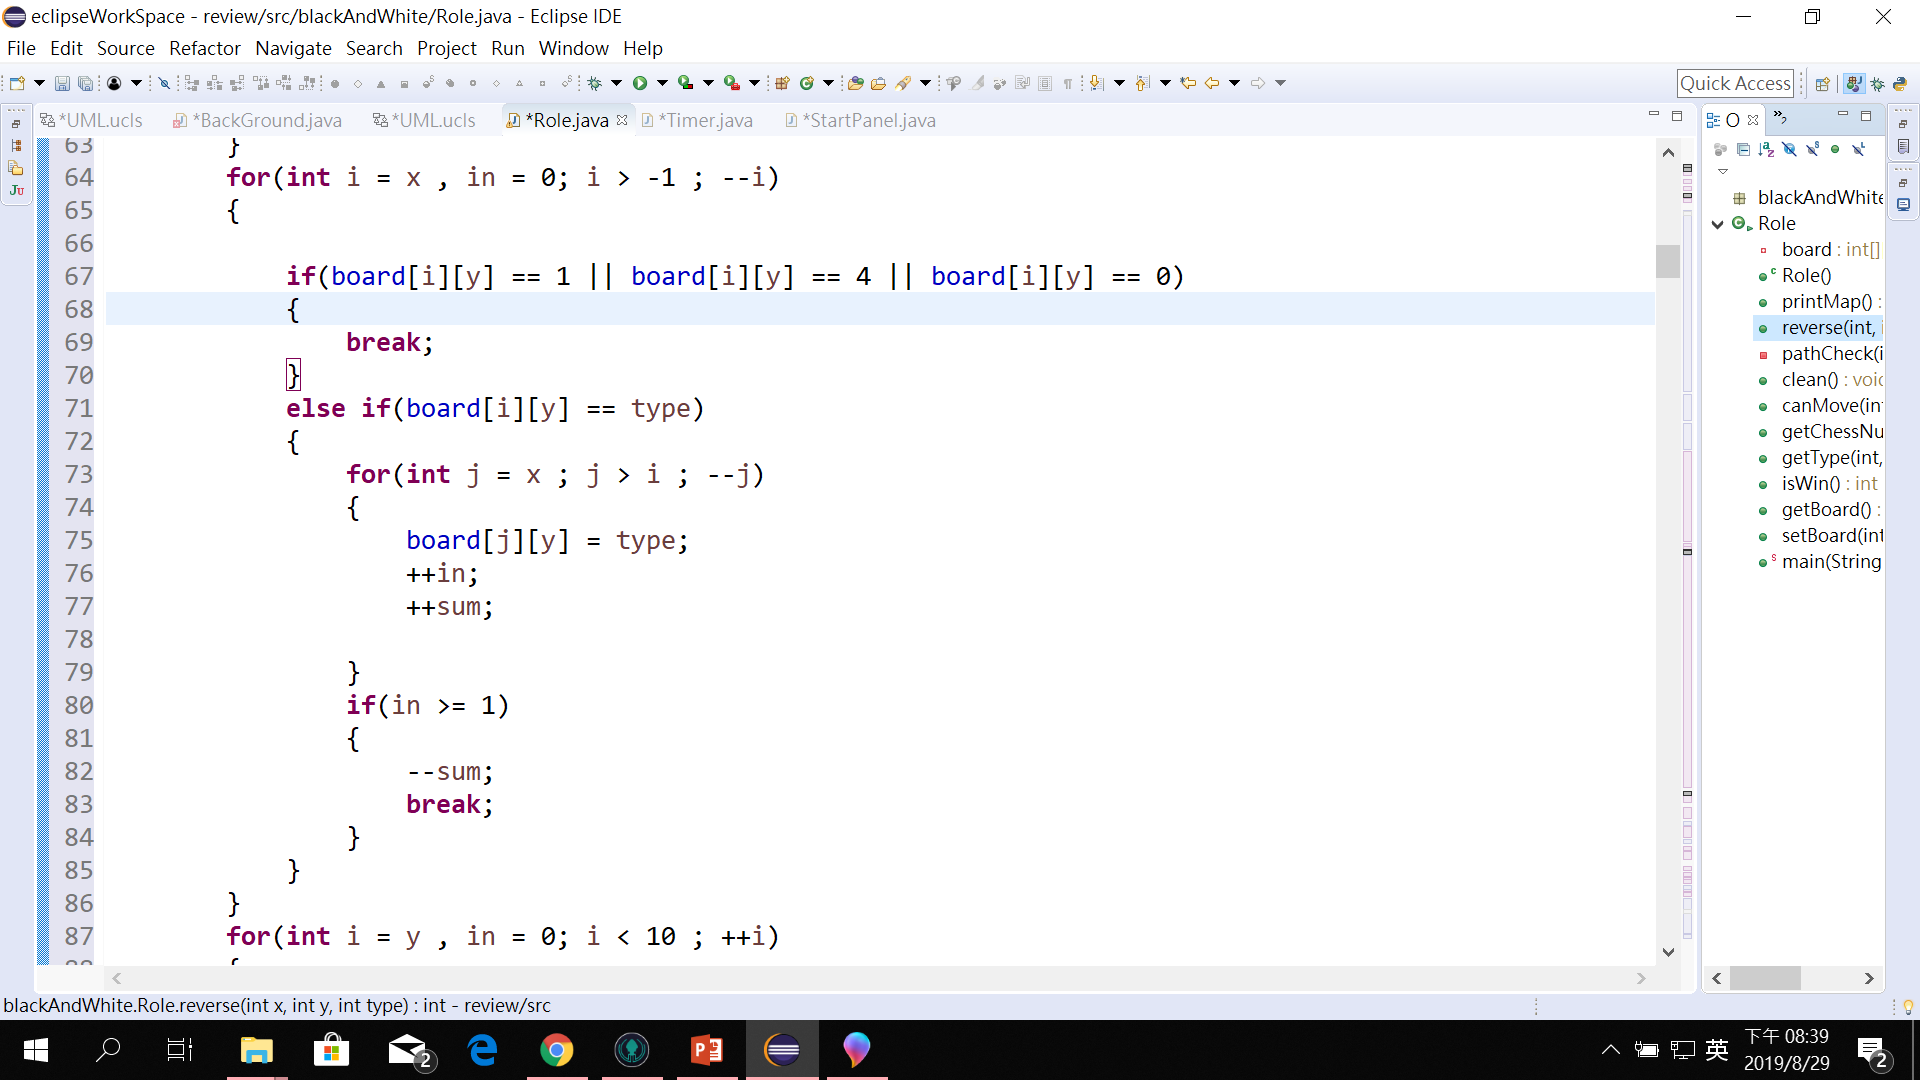 eclipseWorkSpace - review/src/blackAndWhite/Role.java - Eclipse IDE
File Edit Source Refactor Navigate Search Project Run Window Help
Quick Access
*UML.ucls *BackGround.java *UML.ucls *Role.java *Timer.java *StartPanel.java
63 }
64 for(int i = x , in = 0; i > -1 ; --i)
65 {
66
67 if(board[i][y] == 1 || board[i][y] == 4 || board[i][y] == 0)
68 {
69 break;
70 }
71 else if(board[i][y] == type)
72 {
73 for(int j = x ; j > i ; --j)
74 {
75 board[j][y] = type;
76 ++in;
77 ++sum;
78
79 }
80 if(in >= 1)
81 {
82 --sum;
83 break;
84 }
85 }
86 }
87 for(int i = y , in = 0; i < 10 ; ++i)
88 {
O
blackAndWhite
Role
board : int[]
Role()
printMap() :
reverse(int, i
pathCheck(i
clean() : voic
canMove(in
getChessNu
getType(int,
isWin() : int
getBoard() :
setBoard(int
main(String
blackAndWhite.Role.reverse(int x, int y, int type) : int - review/src
2
英
下午 08:39
2019/8/29
2